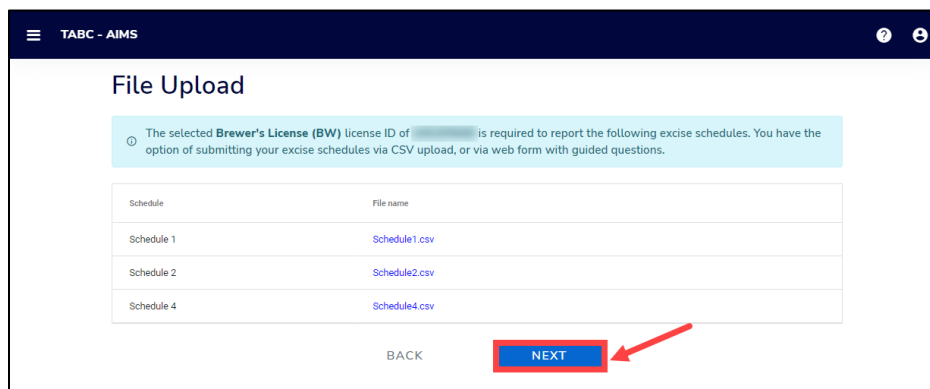 TABC - AIMS
File Upload
The selected Brewer's License (BW) license ID of is required to report the following excise schedules. You have the
option of submitting your excise schedules via CSV upload, or via web form with guided questions.
Schedule File name
Schedule 1 Schedule1.csv
Schedule 2 Schedule2.csv
Schedule 4 Schedule4.csv
BACK NEXT